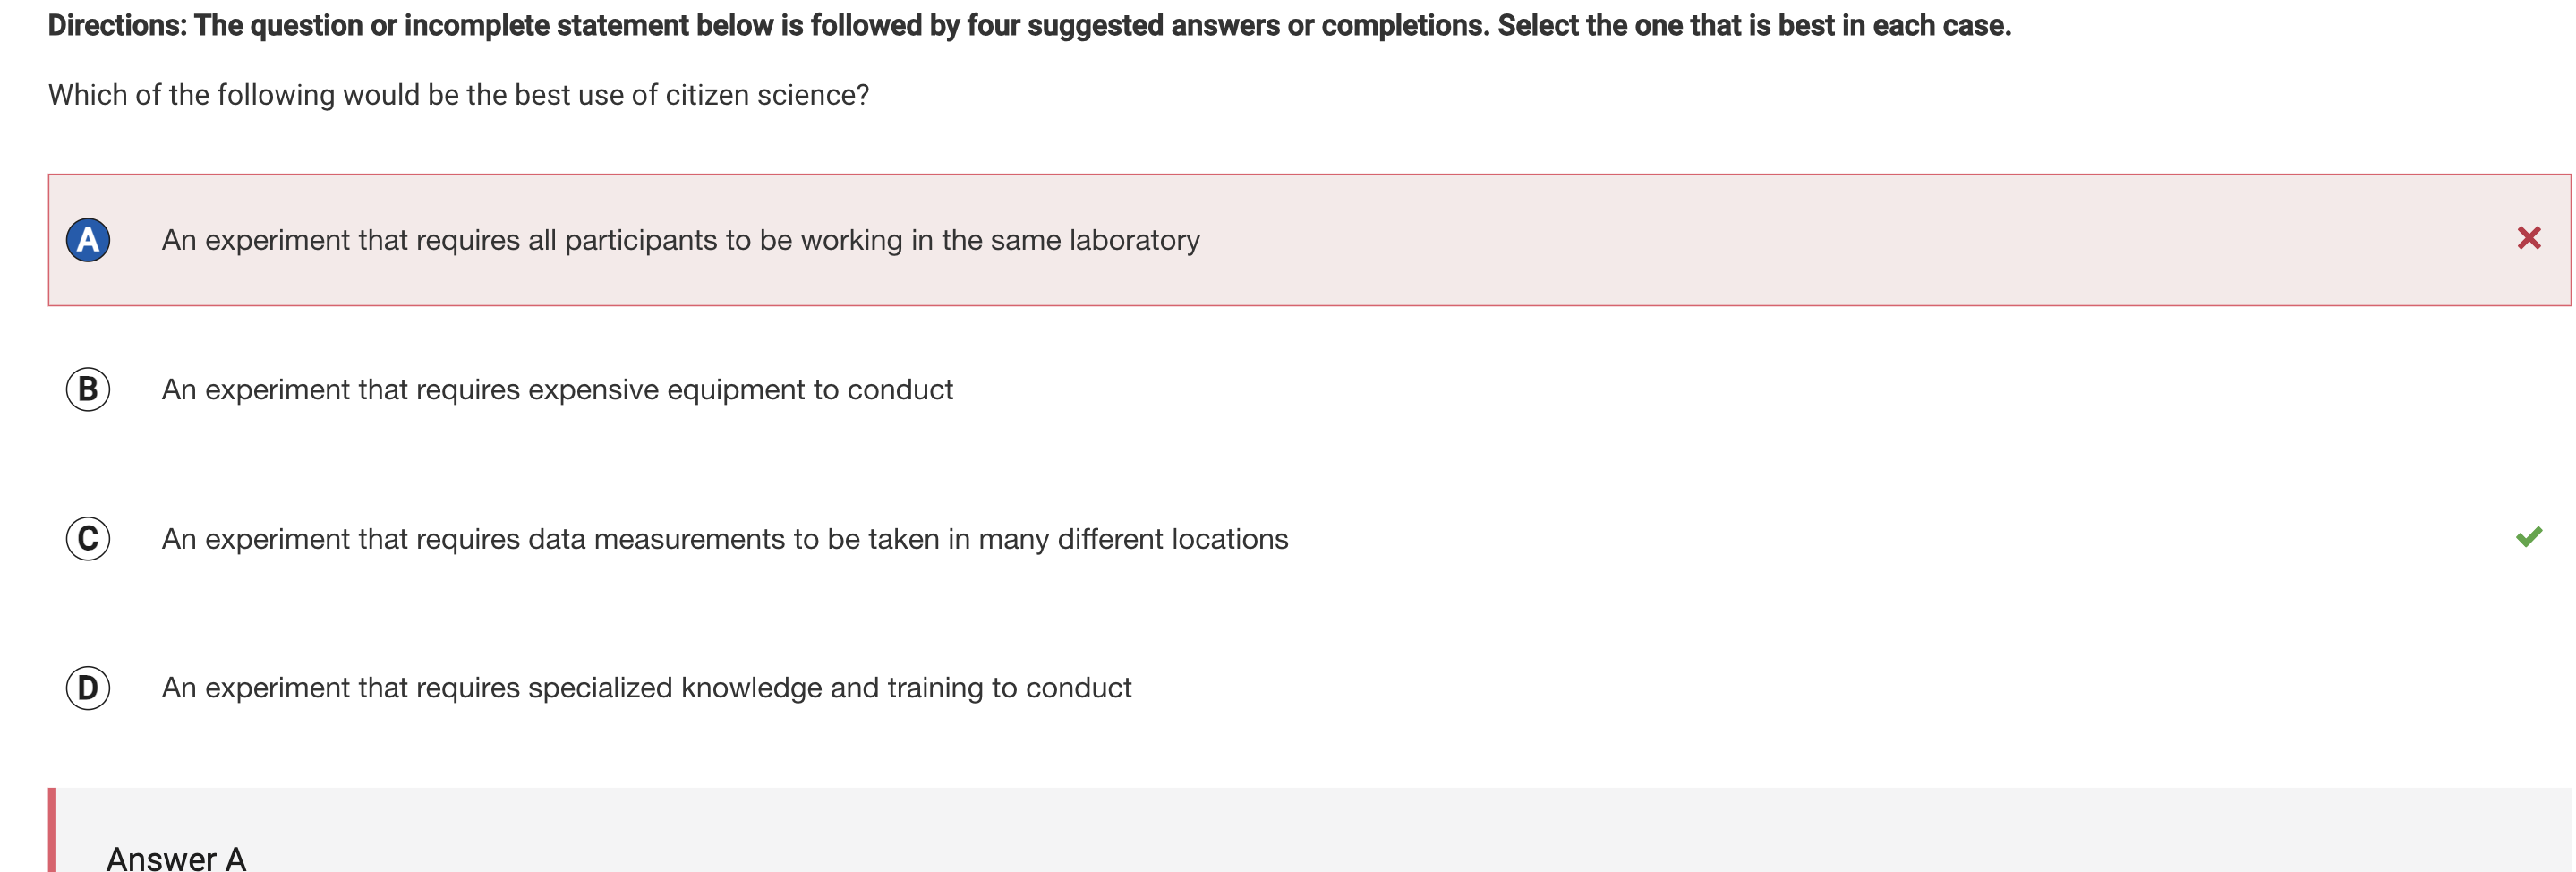 Directions: The question or incomplete statement below is followed by four suggested answers or completions. Select the one that is best in each case.
Which of the following would be the best use of citizen science?
A An experiment that requires all participants to be working in the same laboratory
B An experiment that requires expensive equipment to conduct
C An experiment that requires data measurements to be taken in many different locations
D An experiment that requires specialized knowledge and training to conduct
Answer A